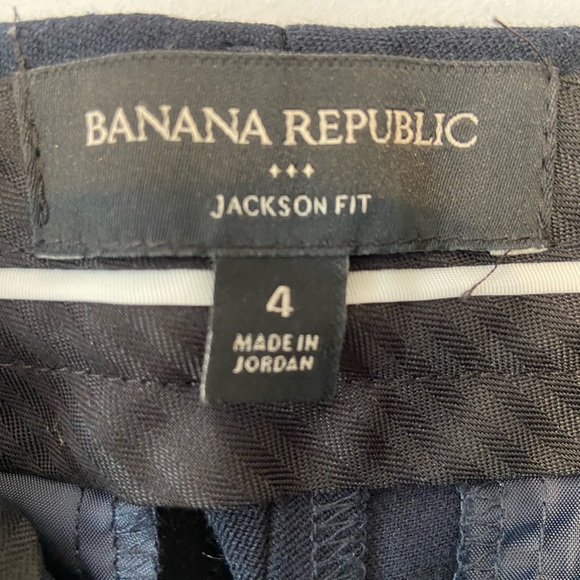 BANANA REPUBLIC
JACKSON FIT
4
MADE IN
JORDAN